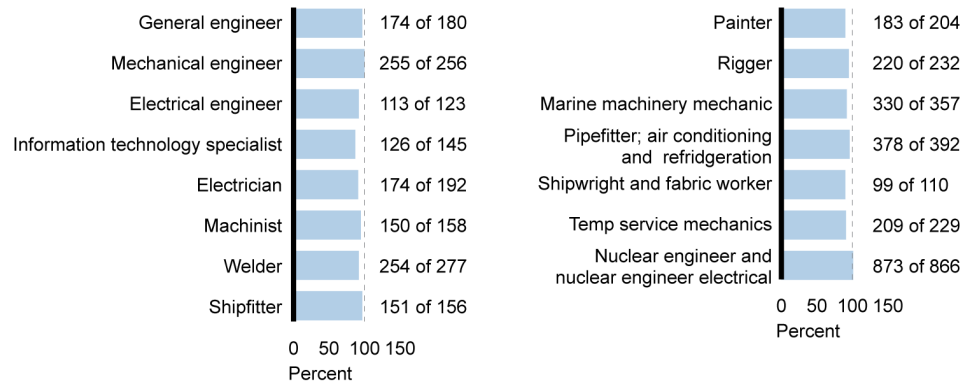 General engineer 174 of 180
Mechanical engineer 255 of 256
Electrical engineer 113 of 123
Information technology specialist 126 of 145
Electrician 174 of 192
Machinist 150 of 158
Welder 254 of 277
Shipfitter 151 of 156
0 50 100 150
Percent
Painter 183 of 204
Rigger 220 of 232
Marine machinery mechanic 330 of 357
Pipefitter; air conditioning
and refridgeration 378 of 392
Shipwright and fabric worker 99 of 110
Temp service mechanics 209 of 229
Nuclear engineer and
nuclear engineer electrical 873 of 866
0 50 100 150
Percent